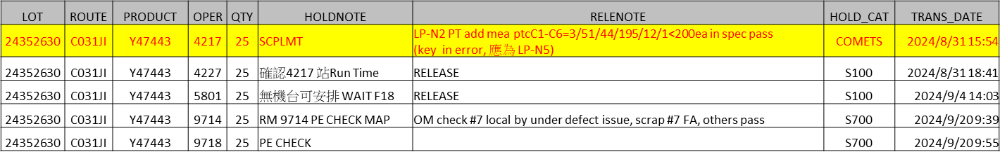 LOT ROUTE PRODUCT OPER QTY HOLDNOTE RELENOTE HOLD_CAT TRANS_DATE
24352630 C031JI Y47443 4217 25 SCPLMT LP-N2 PT add mea ptcC1-C6=3/51/44/195/12/1<200ea in spec pass
(key in error, 應為 LP-N5) COMETS 2024/8/31 15:54
24352630 C031JI Y47443 4227 25 確認4217 站Run Time RELEASE S100 2024/8/31 18:41
24352630 C031JI Y47443 5801 25 無機台可安排 WAIT F18 RELEASE S100 2024/9/4 14:03
24352630 C031JI Y47443 9714 25 RM 9714 PE CHECK MAP OM check #7 local by under defect issue, scrap #7 FA, others pass S700 2024/9/20 9:39
24352630 C031JI Y47443 9718 25 PE CHECK S700 2024/9/20 9:55